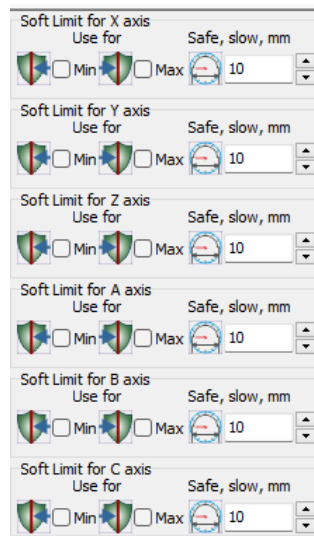 Soft Limit for X axis
Use for Safe, slow, mm
Min Max 10
Soft Limit for Y axis
Use for Safe, slow, mm
Min Max 10
Soft Limit for Z axis
Use for Safe, slow, mm
Min Max 10
Soft Limit for A axis
Use for Safe, slow, mm
Min Max 10
Soft Limit for B axis
Use for Safe, slow, mm
Min Max 10
Soft Limit for C axis
Use for Safe, slow, mm
Min Max 10